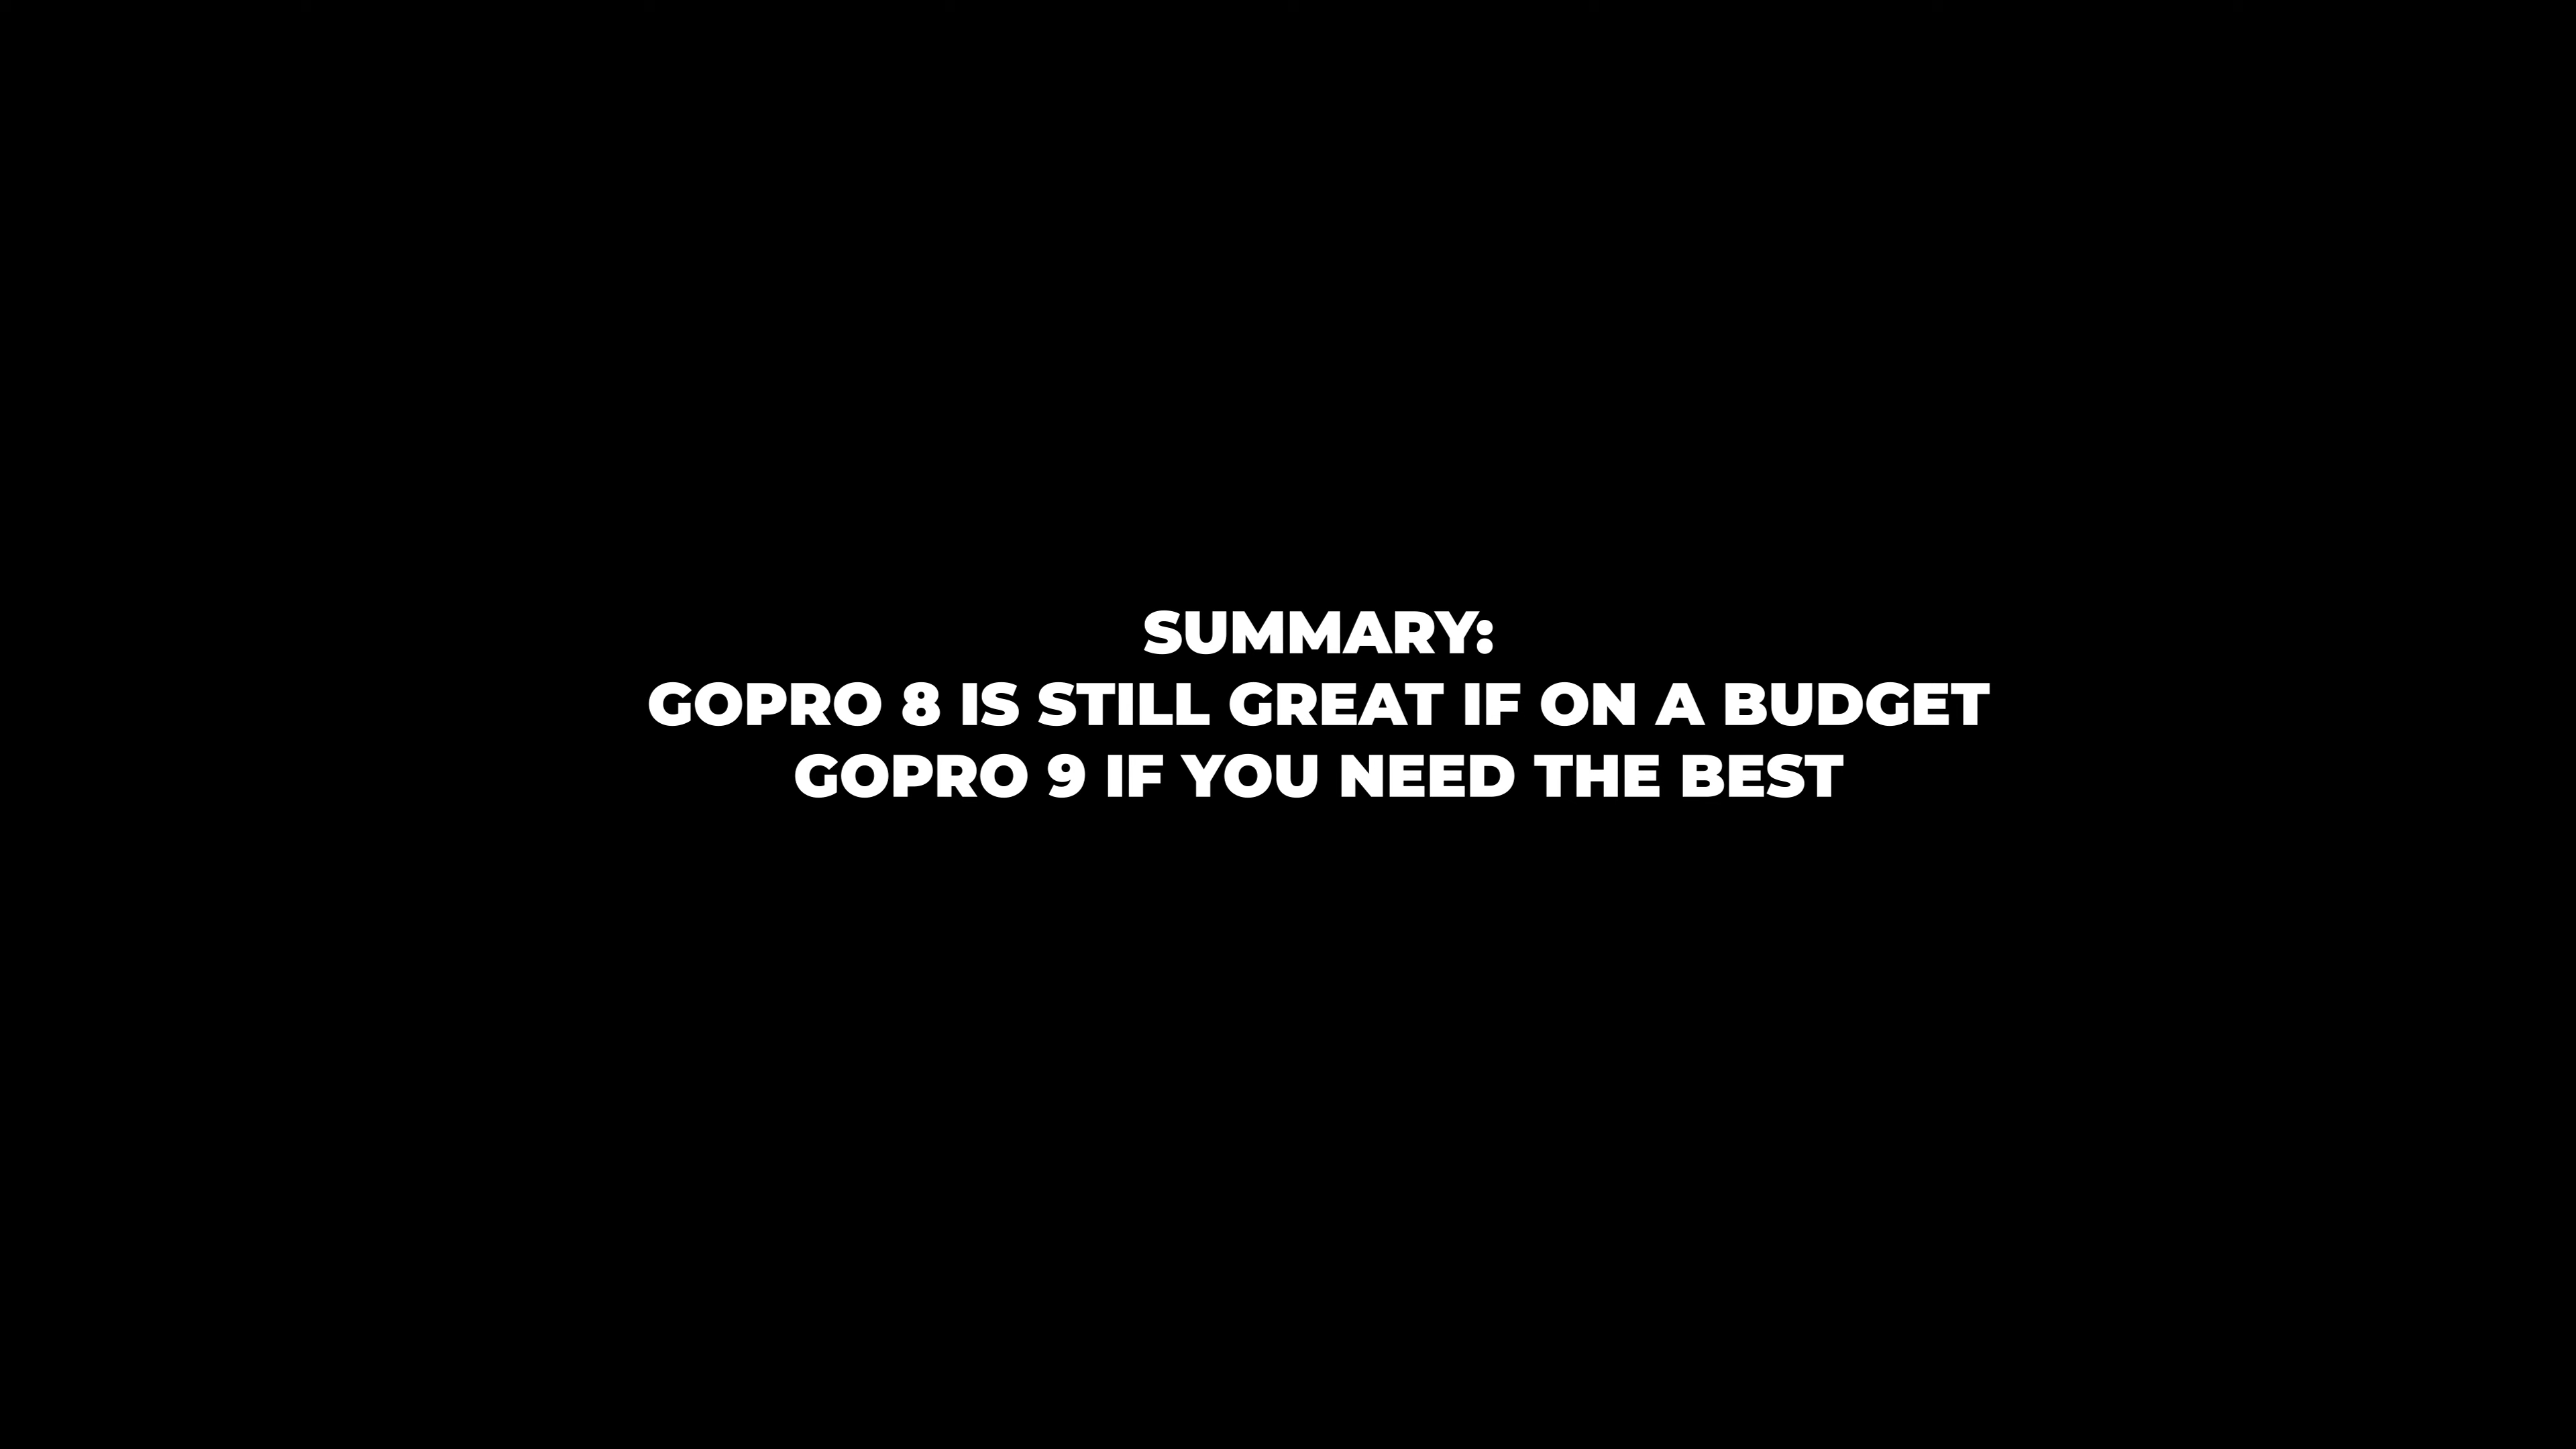 SUMMARY:
GOPRO 8 IS STILL GREAT IF ON A BUDGET
GOPRO 9 IF YOU NEED THE BEST